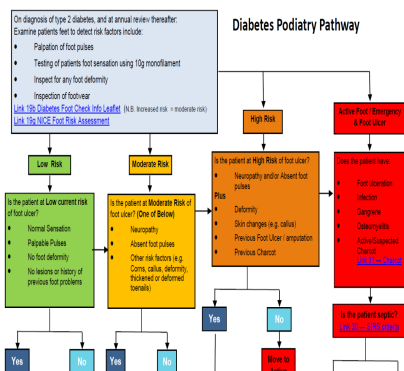 Diabetes Podiatry Pathway
On diagnosis of type 2 diabetes, and at annual review thereafter:
Examine patients feet to detect risk factors include:
• Palpation of foot pulses
• Testing of patients foot sensation using 10g monofilament
• Inspect for any foot deformity
• Inspection of footwear
Link 19b Diabetes Foot Check Info Leaflet (N.B. Increased risk = moderate risk)
Link 19g NICE Foot Risk Assessment
Low Risk
Moderate Risk
High Risk
Active Foot / Emergency
& Foot Ulcer
Is the patient at Low current risk
of foot ulcer?
• Normal Sensation
• Palpable Pulses
• No foot deformity
• No lesions or history of
previous foot problems
Is the patient at Moderate Risk of
foot ulcer? (One of Below)
• Neuropathy
• Absent foot pulses
• Other risk factors (e.g.
Corns, callus, deformity,
thickened or deformed
toenails)
Is the patient at High Risk of foot ulcer?
• Neuropathy and/or Absent foot
pulses
Plus
• Deformity
• Skin changes (e.g. callus)
• Previous Foot Ulcer / amputation
• Previous Charcot
Does the patient have:
• Foot ulceration
• Infection
• Gangrene
• Osteomyelitis
• Active/Suspected
Charcot
Is the patient septic?
Yes
No
Yes
No
Yes
No
Move to